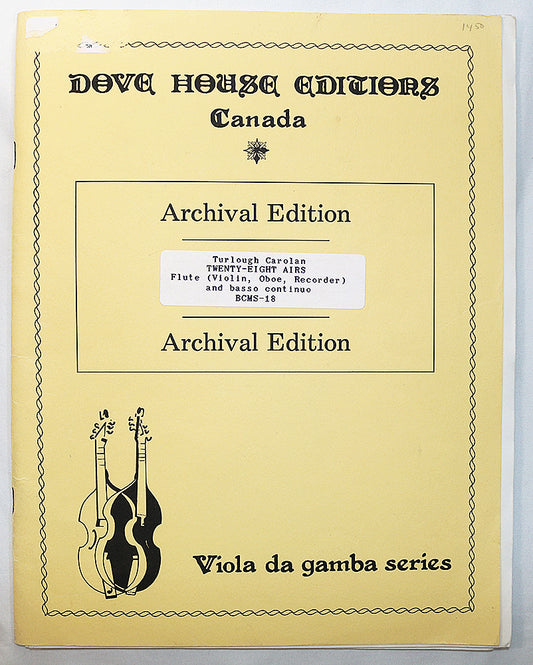 1450
DOVE HOUSE EDITIONS
Canada
Archival Edition
Turlough Carolan
TWENTY-EIGHT AIRS
Flute (Violin, Oboe, Recorder)
and basso continuo
BCMS-18
Archival Edition
Viola da gamba series